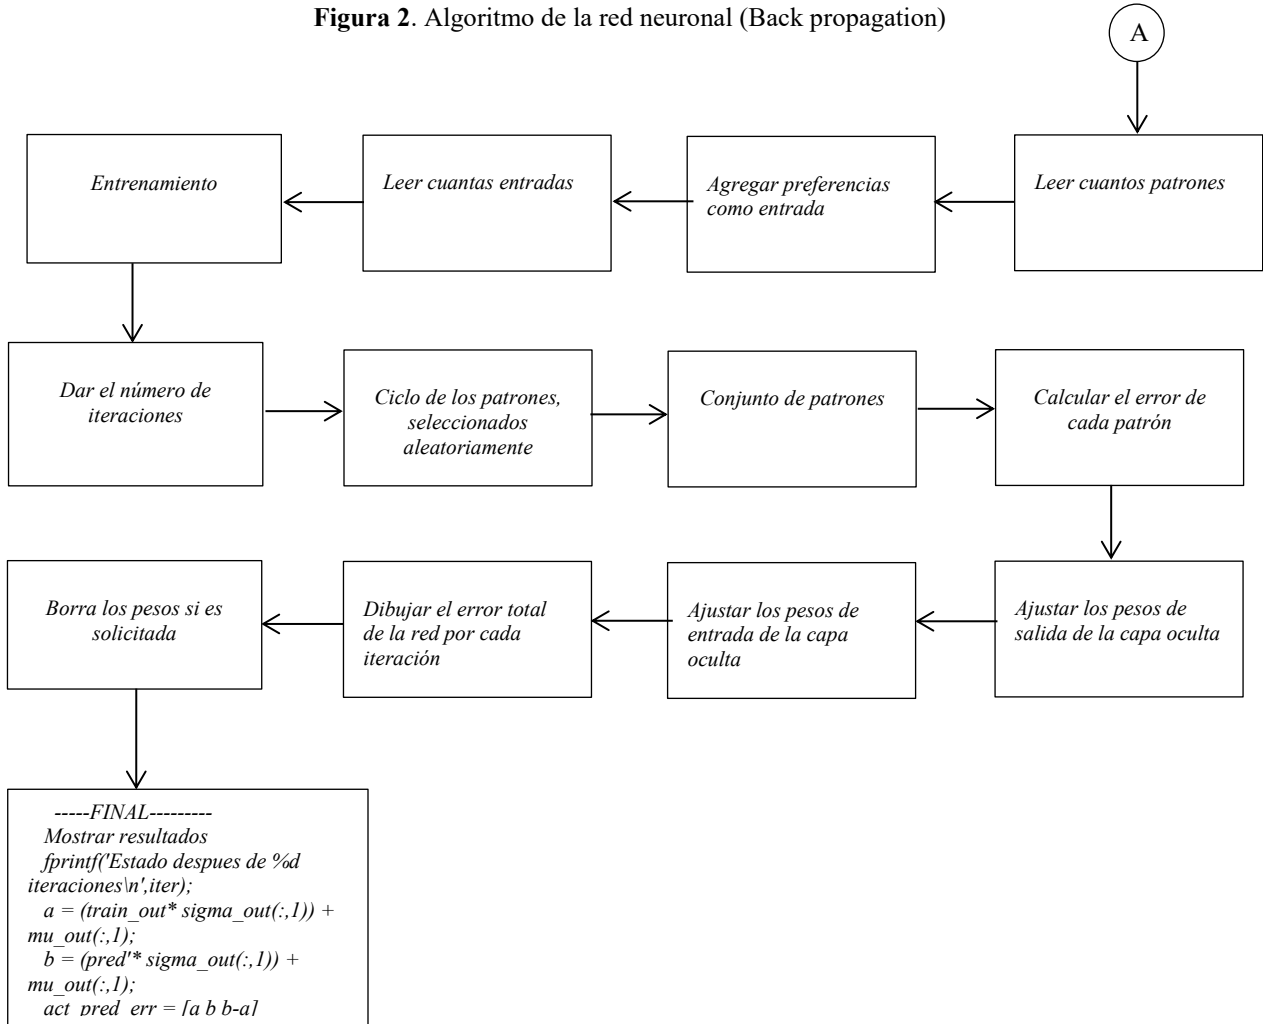 Figura 2. Algoritmo de la red neuronal (Back propagation)
A
Leer cuantos patrones
Agregar preferencias
como entrada
Leer cuantas entradas
Entrenamiento
Dar el número de
iteraciones
Ciclo de los patrones,
seleccionados
aleatoriamente
Conjunto de patrones
Calcular el error de
cada patrón
Ajustar los pesos de
salida de la capa oculta
Ajustar los pesos de
entrada de la capa
oculta
Dibujar el error total
de la red por cada
iteración
Borra los pesos si es
solicitada
-----FINAL---------
Mostrar resultados
fprintf('Estado despues de %d
iteraciones\n',iter);
a = (train_out* sigma_out(:,1)) +
mu_out(:,1);
b = (pred'* sigma_out(:,1)) +
mu_out(:,1);
act_pred_err = [a b b-a]